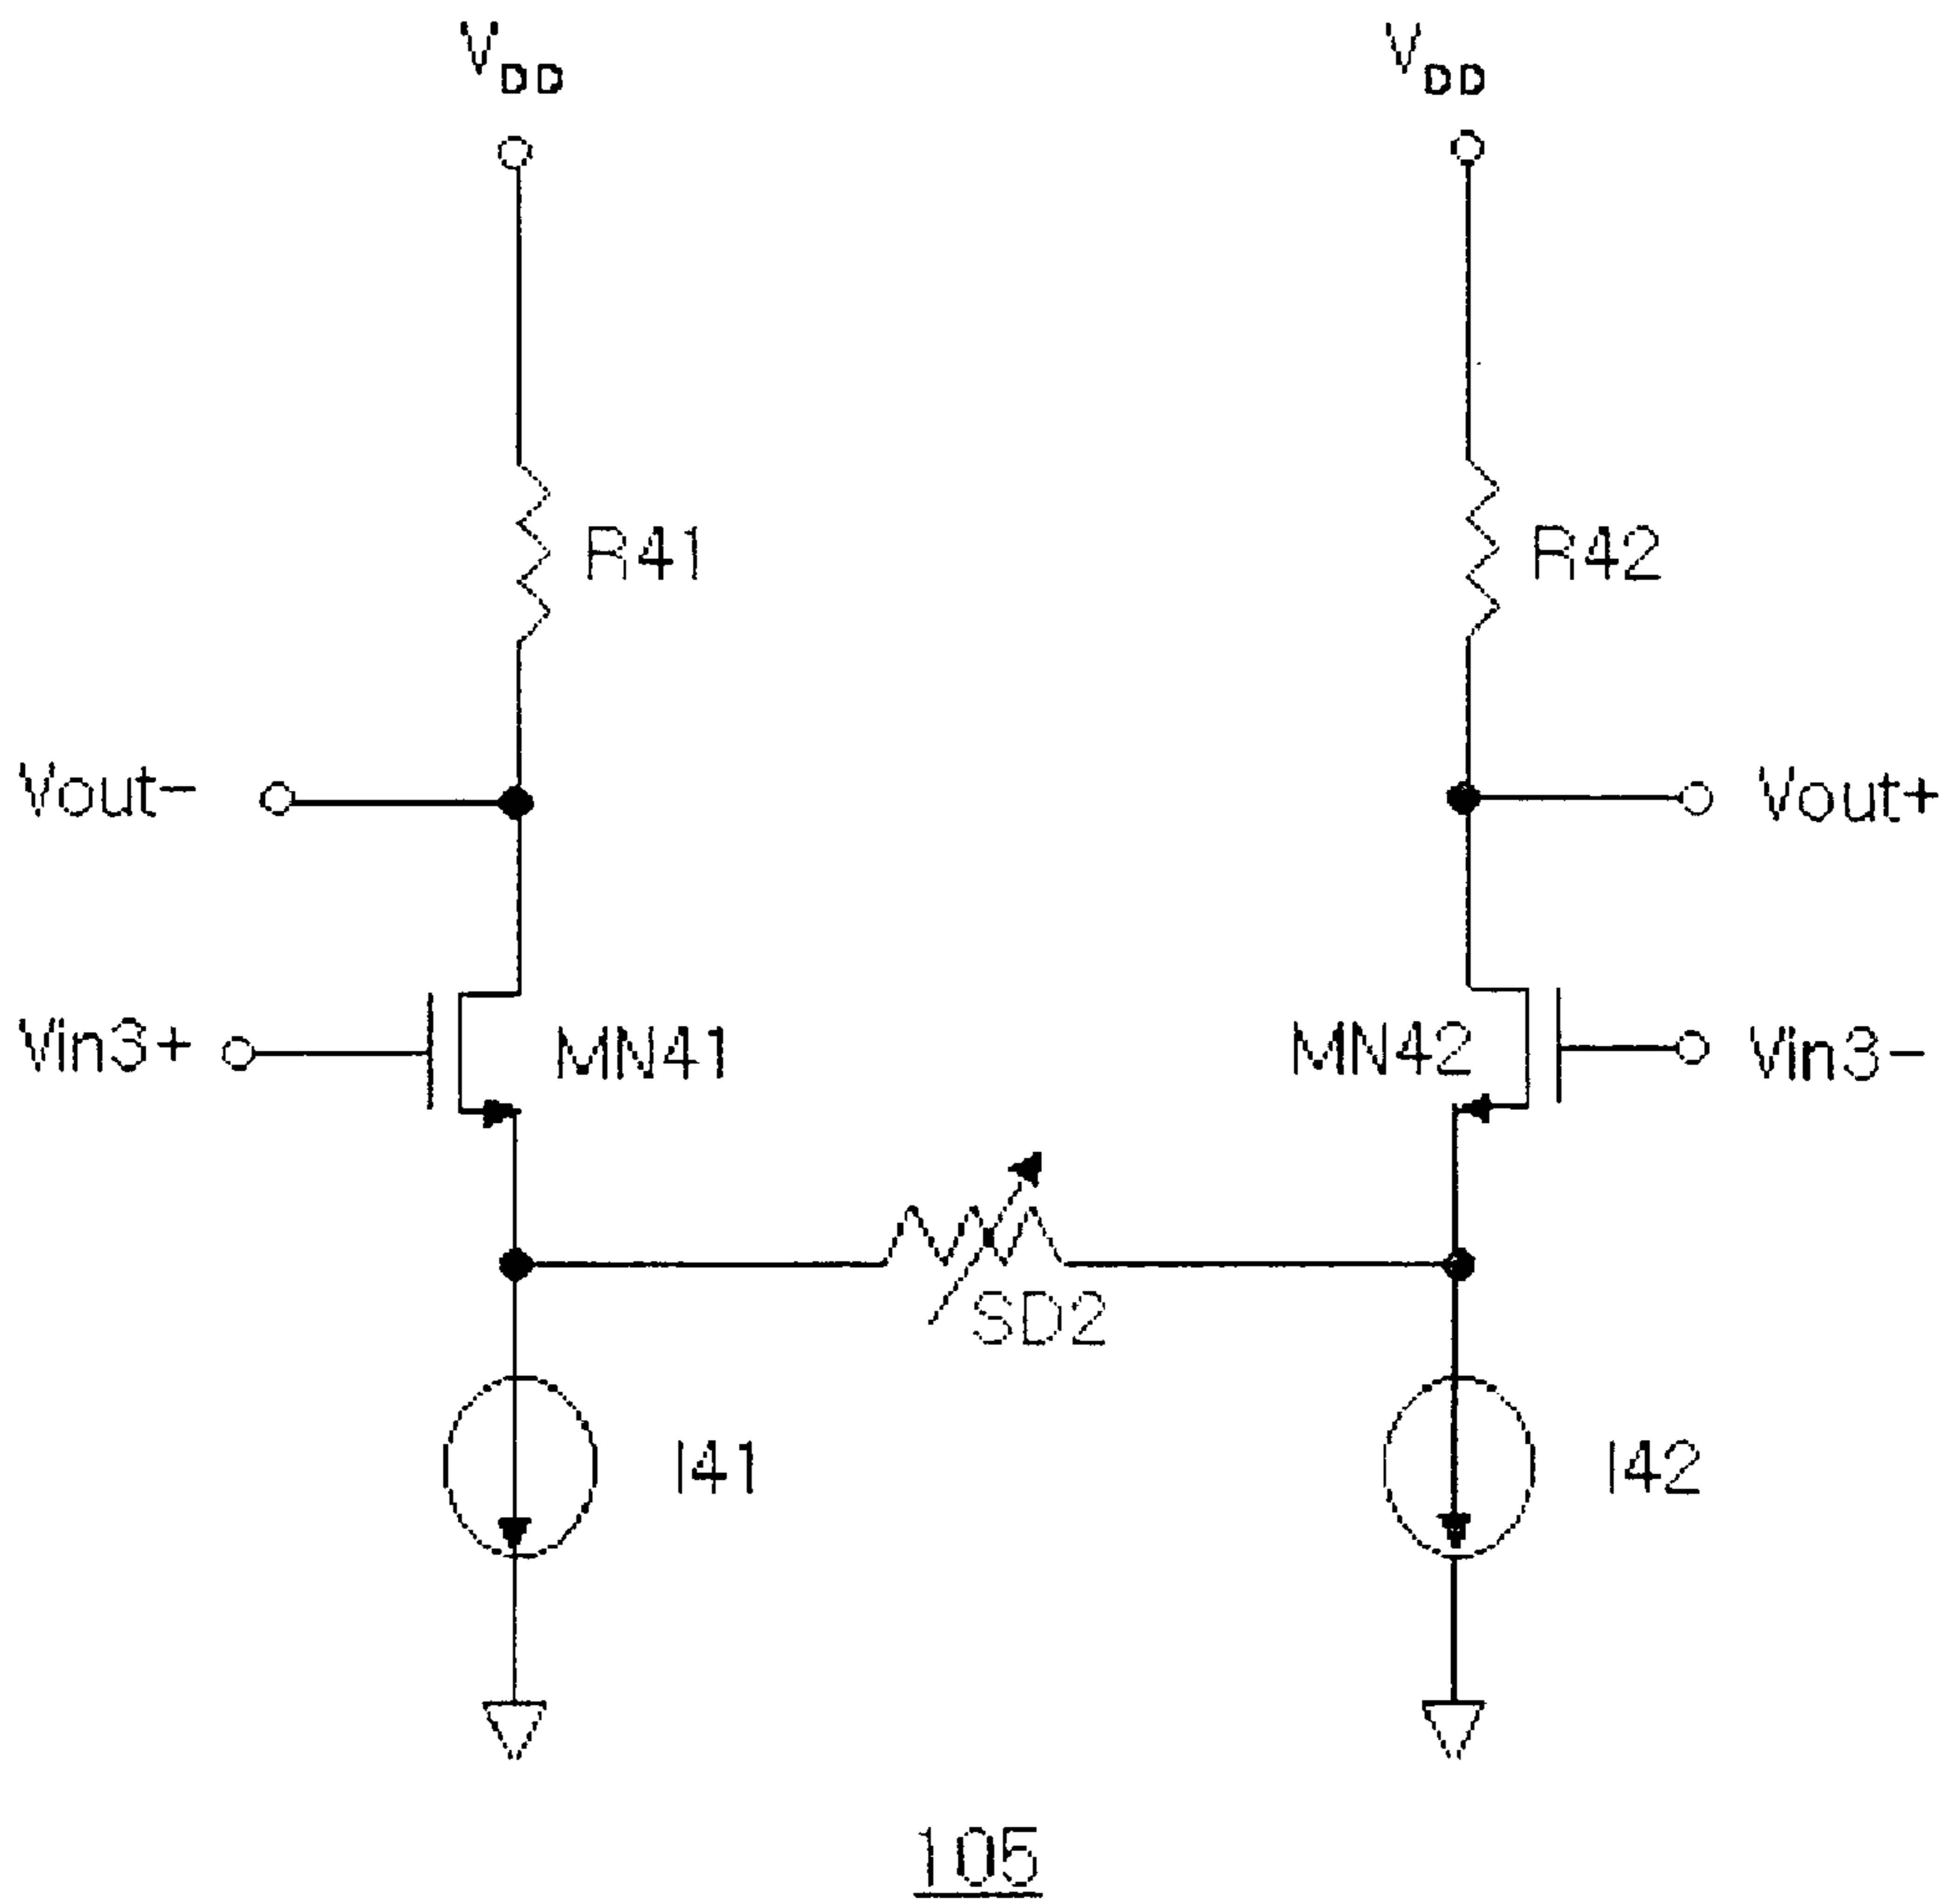 VDD
VDD
R41
R42
Vout-
Vout+
Vin3+
MN41
MN42
Vin3-
SD2
I41
I42
105